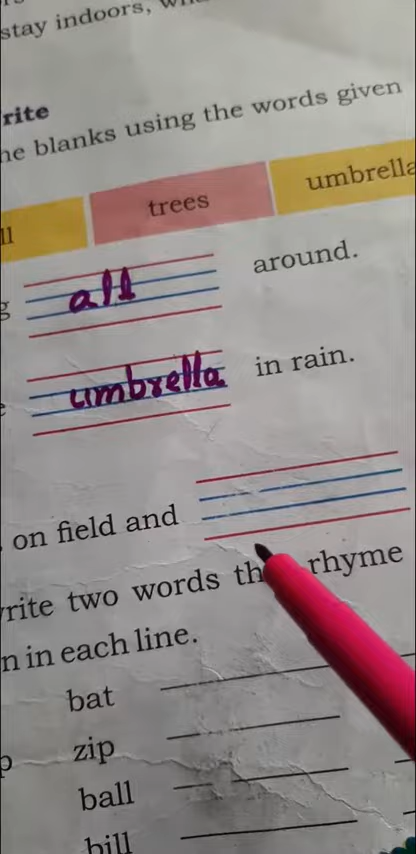 stay indoors,
rite
he blanks using the words given
ll trees umbrella
g all around.
e umbrella in rain.
on field and
rite two words th rhyme
n in each line.
bat
p zip
ball
hill